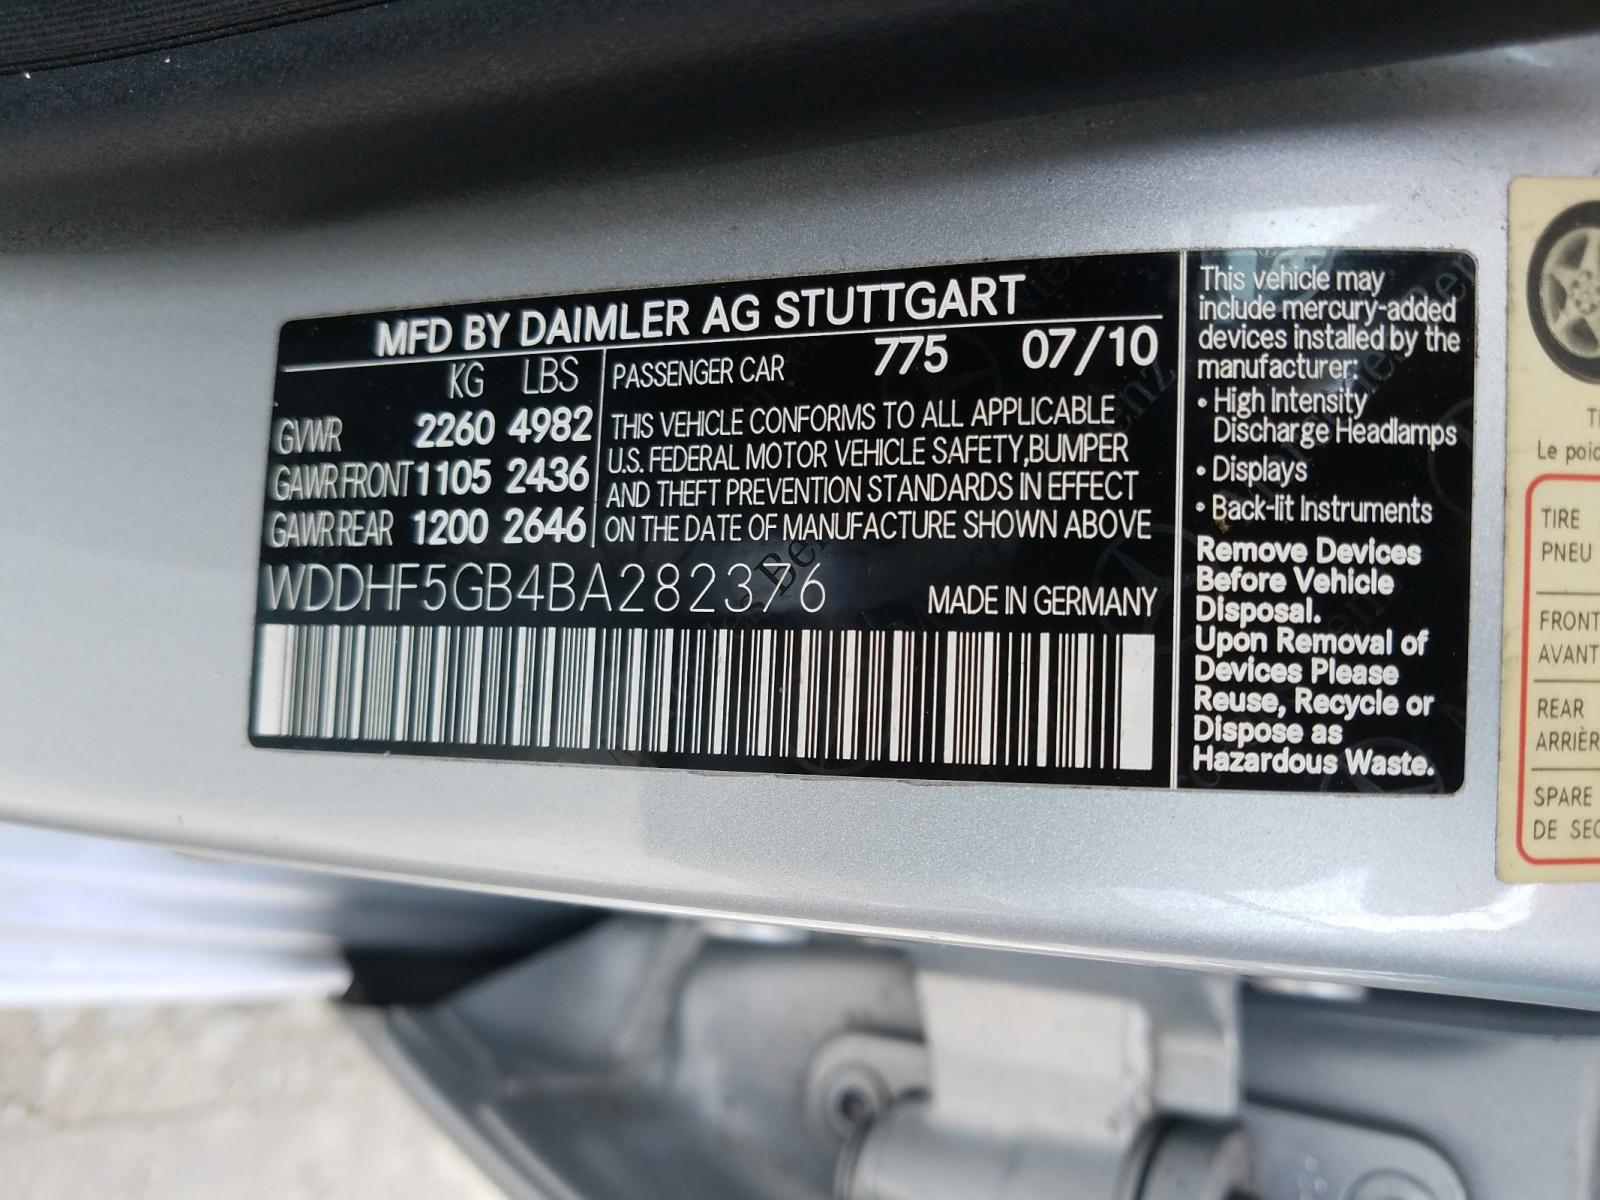 MFD BY DAIMLER AG STUTTGART
KG LBS
GVWR 2260 4982
GAWR FRONT 1105 2436
GAWR REAR 1200 2646
PASSENGER CAR 775 07/10
THIS VEHICLE CONFORMS TO ALL APPLICABLE
U.S. FEDERAL MOTOR VEHICLE SAFETY,BUMPER
AND THEFT PREVENTION STANDARDS IN EFFECT
ON THE DATE OF MANUFACTURE SHOWN ABOVE
WDDHF5GB4BA282376 MADE IN GERMANY
This vehicle may
include mercury-added
devices installed by the
manufacturer:
• High Intensity
Discharge Headlamps
• Displays
• Back-lit Instruments
Remove Devices
Before Vehicle
Disposal.
Upon Removal of
Devices Please
Reuse, Recycle or
Dispose as
Hazardous Waste.
Le
TIRE
PNEU
FRONT
AVANT
REAR
SPARE
DE